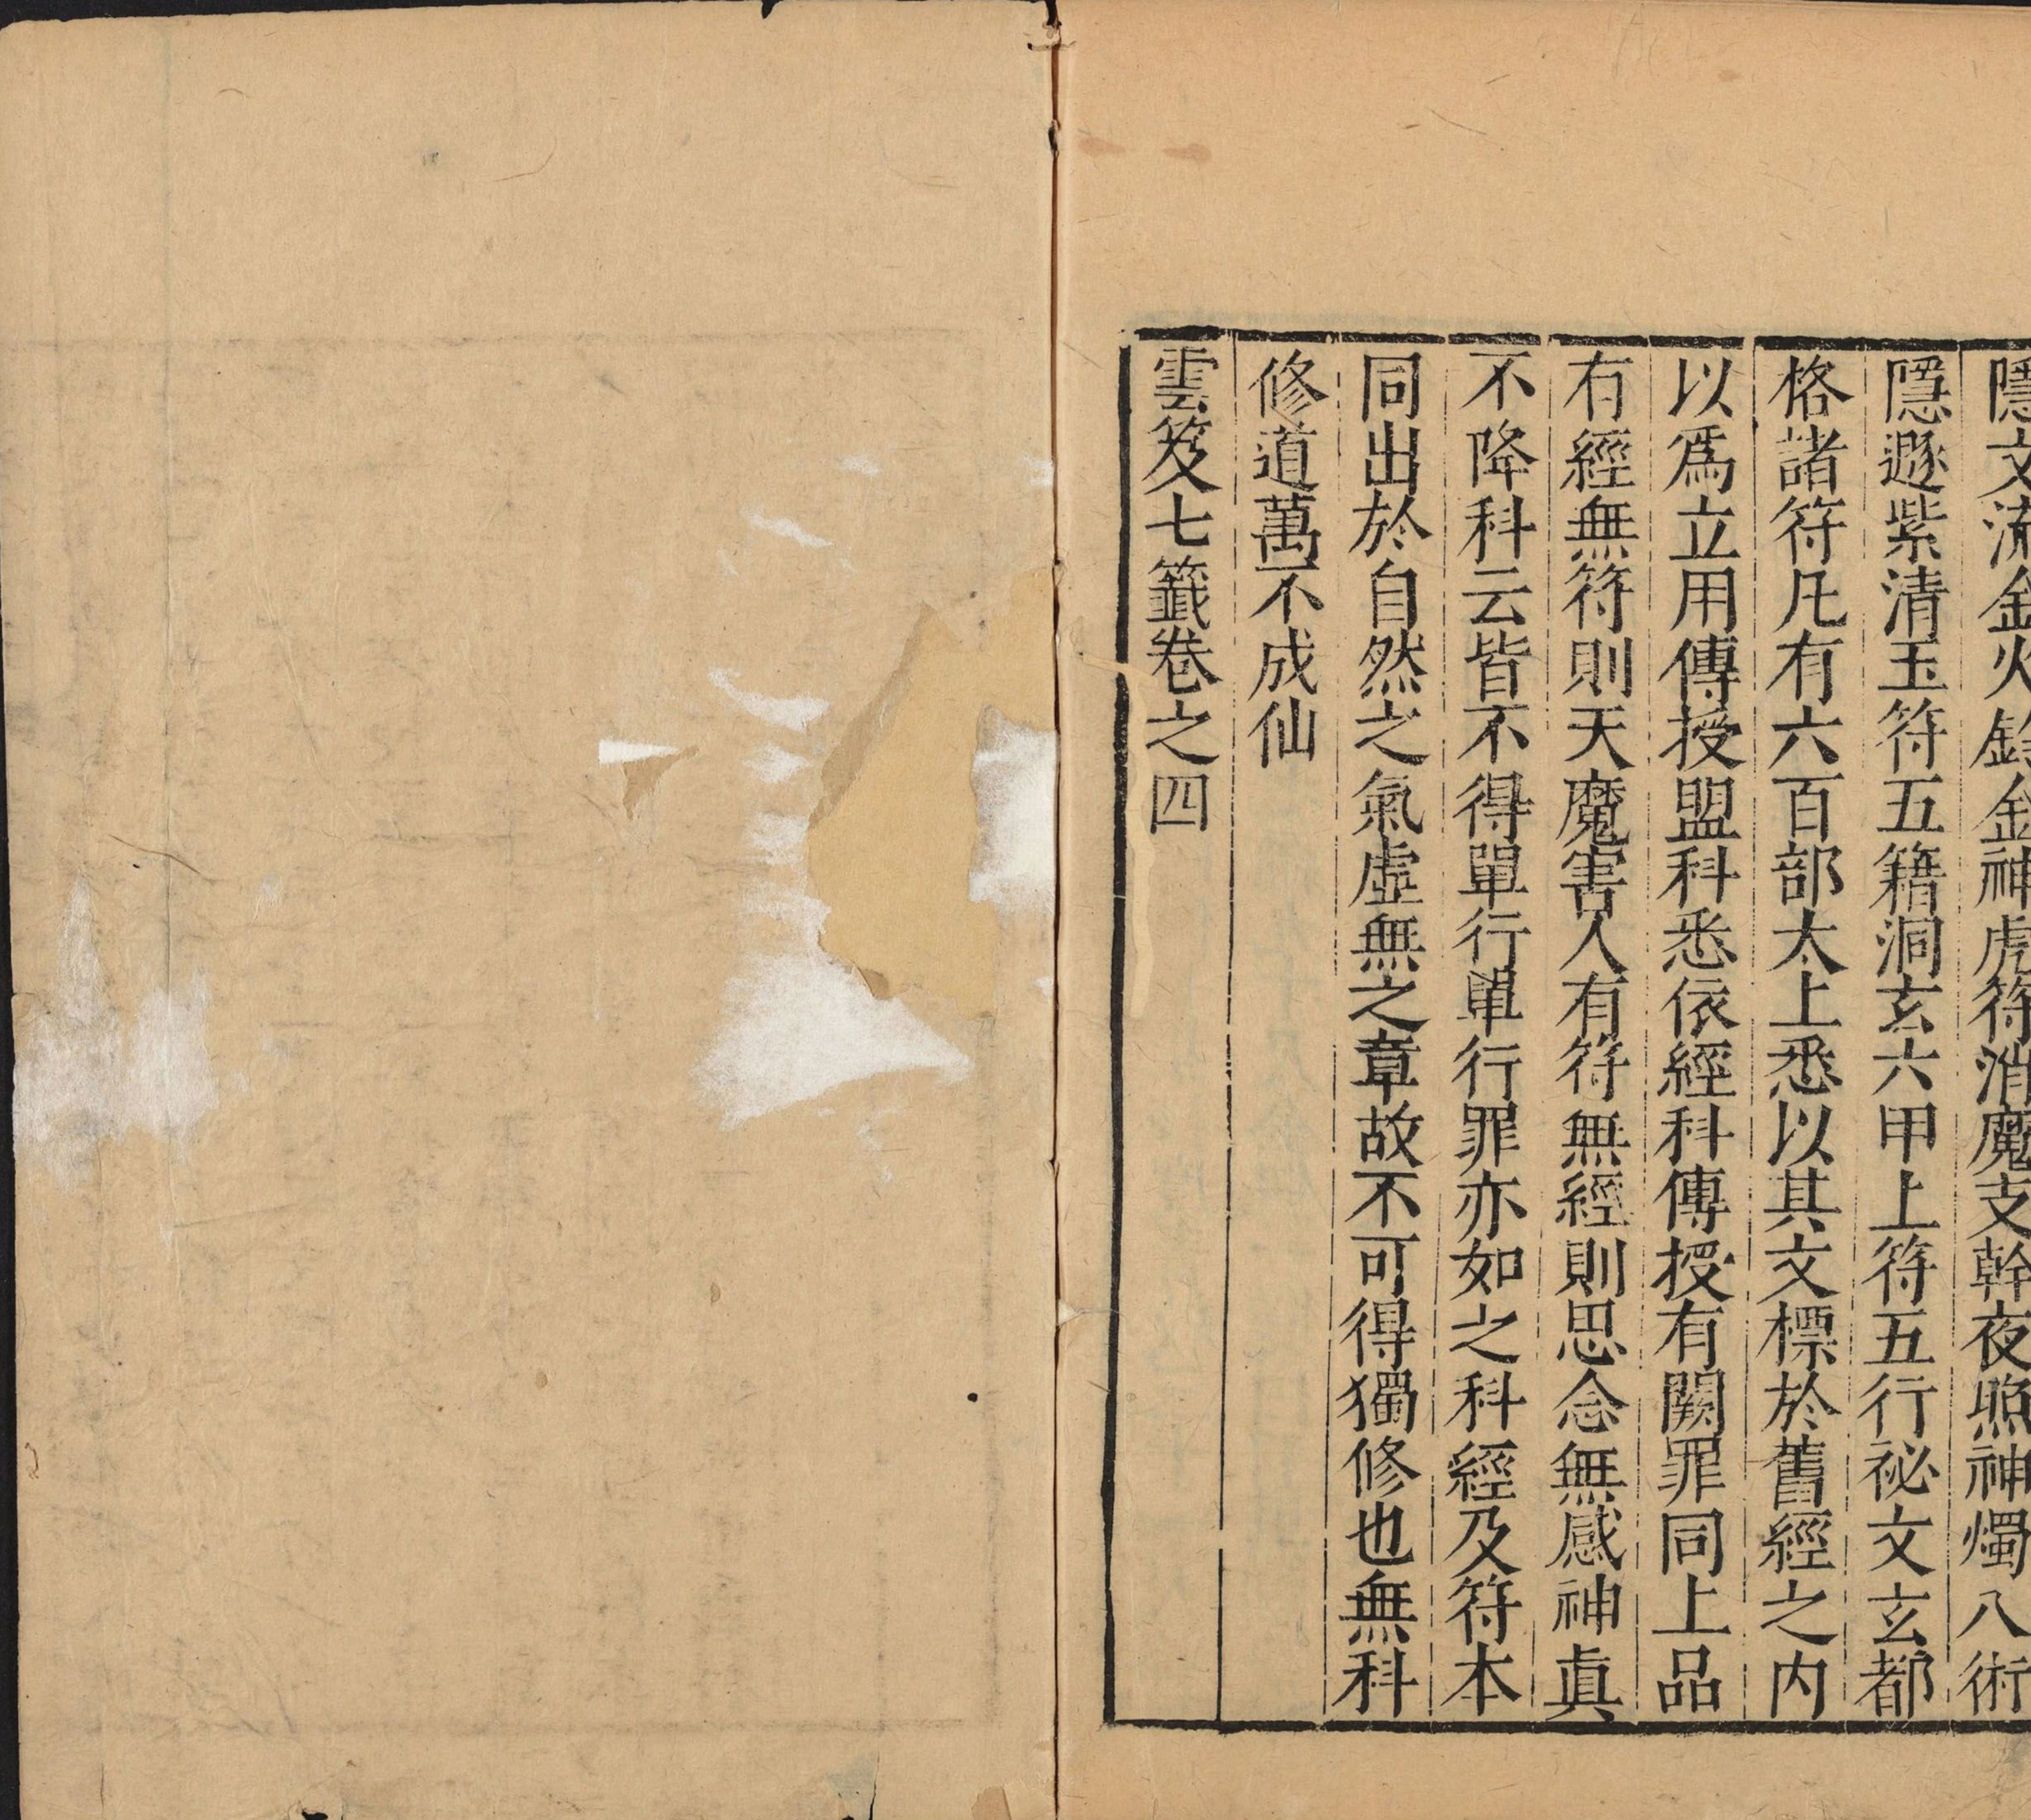 隱文流金火鈴金神虎符消魔支幹夜照神燭八術
隱遯紫清玉符五籍洞玄六甲上符五行祕文玄都
格諸符凡有六百部太上悉以其文標於舊經之內
以爲立用傳授盟科悉依經科傳授有闕罪同上品
有經無符則天魔害人有符無經則思念無感神眞
不降科云皆不得單行單行罪亦如之科經及符本
同出於自然之氣虛無之章故不可得獨修也無科
修道萬不成仙
雲笈七籤卷之四